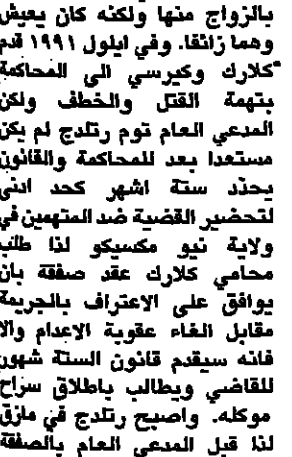 بالزواج منها ولكنه كان يعيش
وهما زائفا. وفي ايلول ١٩٩١ قدم
كلارك وكيرسي الى المحاكمة
بتهمة القتل والخطف ولكن
المدعي العام توم رتلدج لم يكن
مستعدا بعد للمحاكمة والقانون
يحدد ستة اشهر كحد ادنى
لتحضير القضية ضد المتهمين في
ولاية نيو مكسيكو لذا طلب
محامي كلارك عقد صفقة بان
يوافق على الاعتراف بالجريمة
مقابل الغاء عقوبة الاعدام والا
فانه سيقدم قانون الستة شهور
للقاضي ويطالب باطلاق سراح
موكله. واصبح رتلدج في مازق
لذا قبل المدعي العام بالصفقة